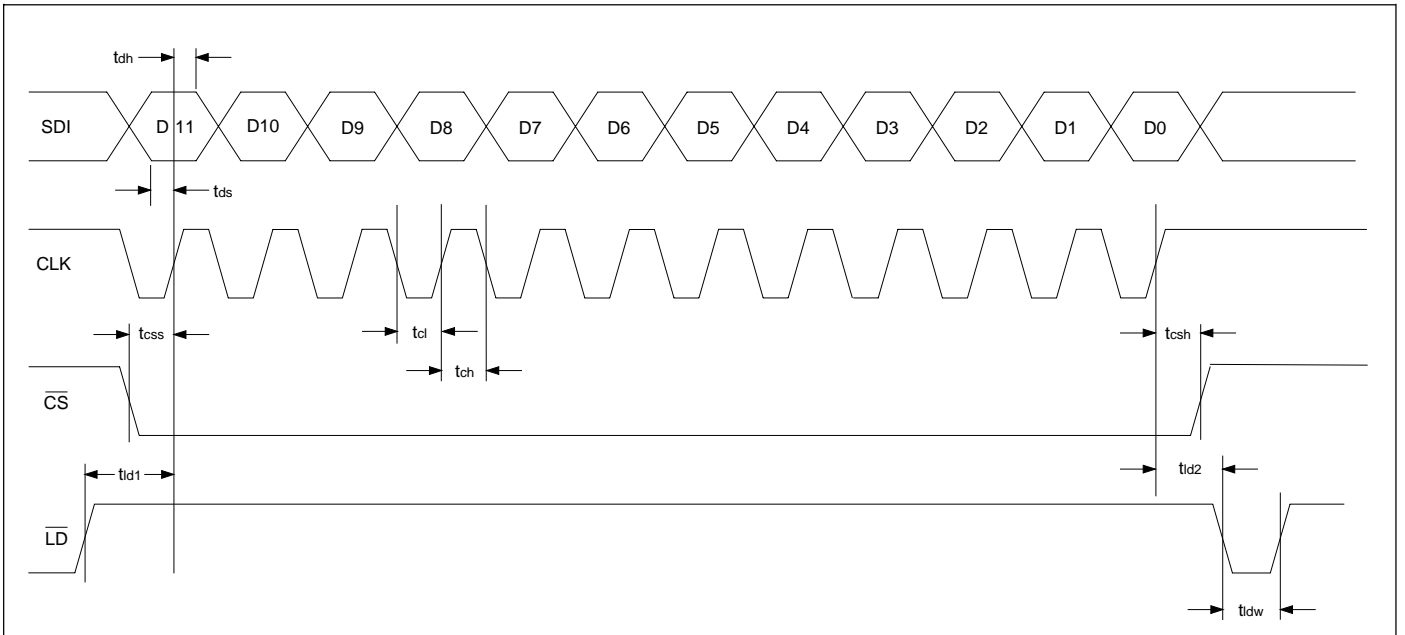 tdh
SDI D 11 D10 D9 D8 D7 D6 D5 D4 D3 D2 D1 D0
tds
CLK
tcss tcl tcsh
tch
CS
tld1 tld2
LD
tldw